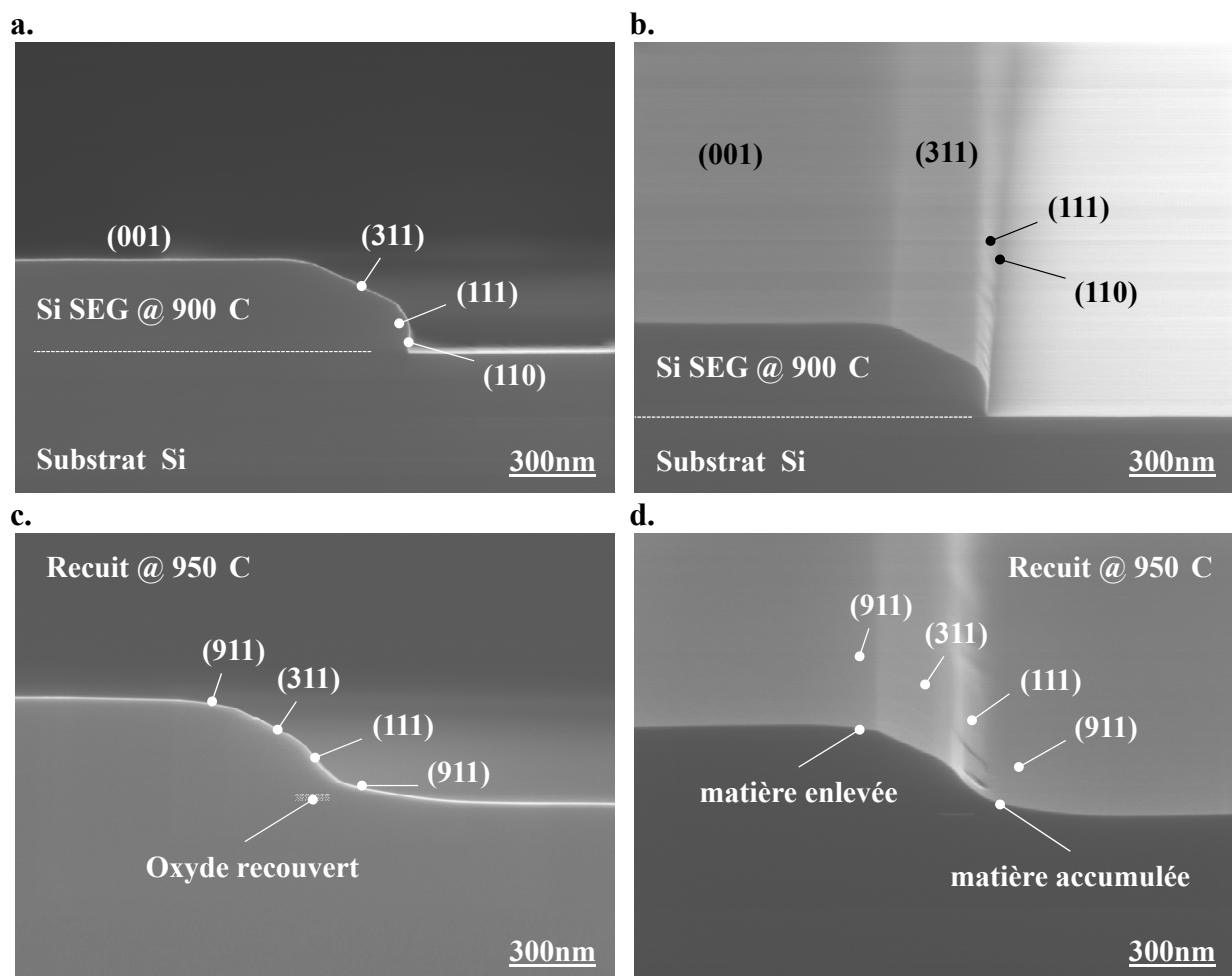 a.
(001)
(311)
Si SEG @ 900 C
(111)
(110)
Substrat Si
300nm
b.
(001)
(311)
(111)
(110)
Si SEG @ 900 C
Substrat Si
300nm
c.
Recuit @ 950 C
(911)
(311)
(111)
(911)
Oxyde recouvert
300nm
d.
Recuit @ 950 C
(911)
(311)
(111)
(911)
matière enlevée
matière accumulée
300nm